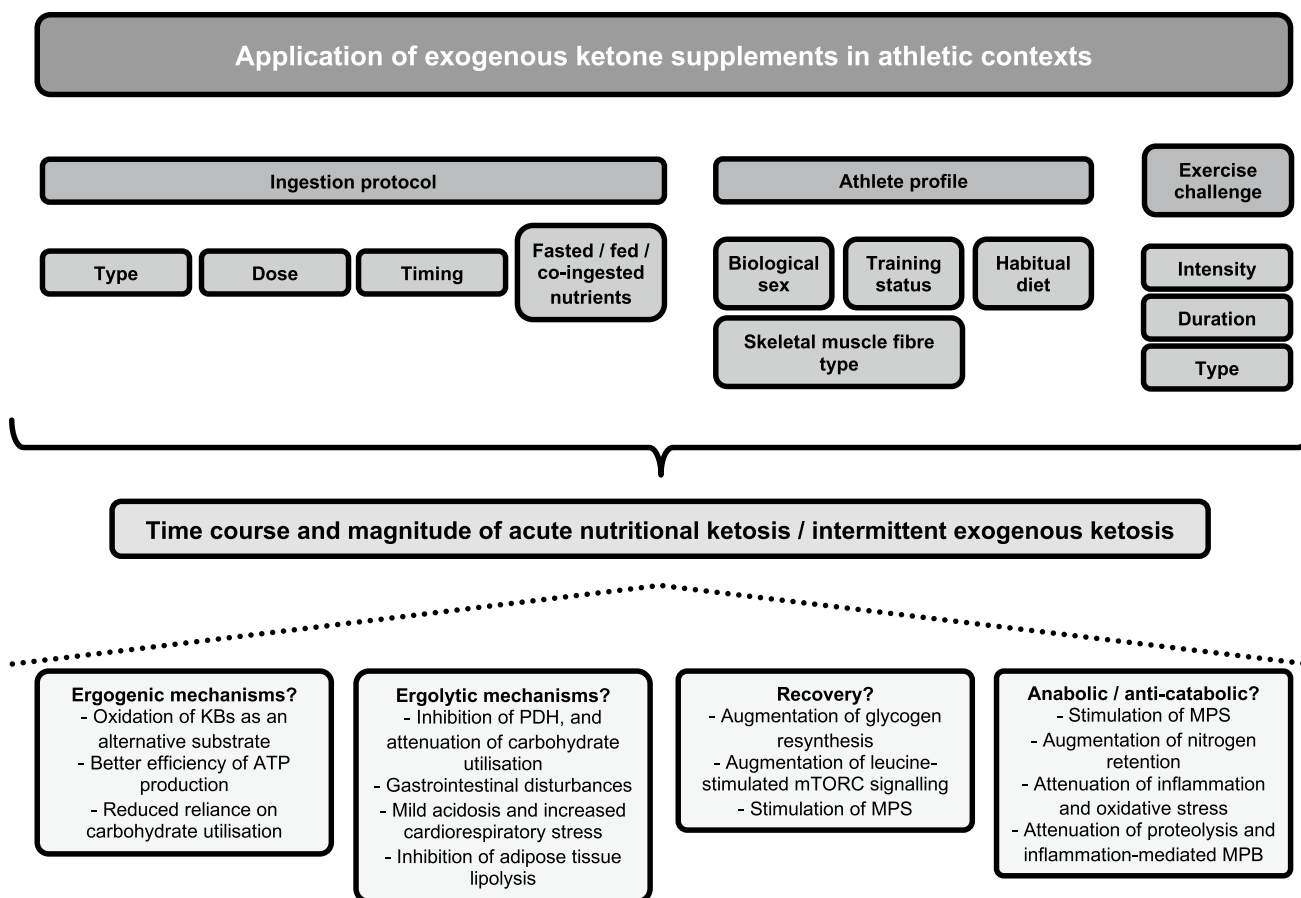 Application of exogenous ketone supplements in athletic contexts
Ingestion protocol
Athlete profile
Exercise
challenge
Type
Dose
Timing
Fasted / fed /
co-ingested
nutrients
Biological
sex
Training
status
Habitual
diet
Skeletal muscle fibre
type
Intensity
Duration
Type
Time course and magnitude of acute nutritional ketosis / intermittent exogenous ketosis
Ergogenic mechanisms?
- Oxidation of KBs as an
alternative substrate
- Better efficiency of ATP
production
- Reduced reliance on
carbohydrate utilisation
Ergolytic mechanisms?
- Inhibition of PDH, and
attenuation of carbohydrate
utilisation
- Gastrointestinal disturbances
- Mild acidosis and increased
cardiorespiratory stress
- Inhibition of adipose tissue
lipolysis
Recovery?
- Augmentation of glycogen
resynthesis
- Augmentation of leucine-
stimulated mTORC signalling
- Stimulation of MPS
Anabolic / anti-catabolic?
- Stimulation of MPS
- Augmentation of nitrogen
retention
- Attenuation of inflammation
and oxidative stress
- Attenuation of proteolysis and
inflammation-mediated MPB